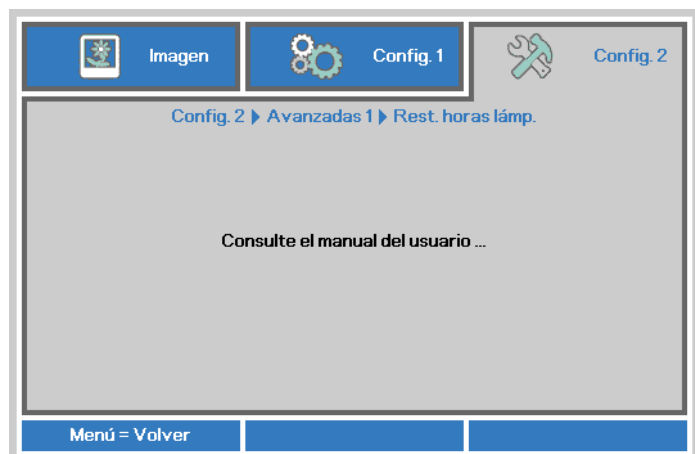 Imagen
Config. 1
Config. 2
Config. 2 ▶ Avanzadas 1 ▶ Rest. horas lámp.
Consulte el manual del usuario ...
Menú = Volver